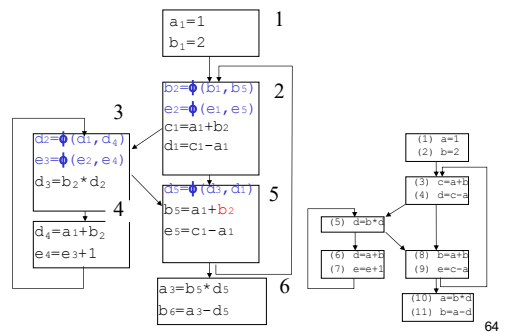 1
a1=1
b1=2
2
b2=ϕ(b1,b5)
e2=ϕ(e1,e5)
c1=a1+b2
d1=c1-a1
3
d2=ϕ(d1,d4)
e3=ϕ(e2,e4)
d3=b2*d2
4
d4=a1+b2
e4=e3+1
5
d5=ϕ(d3,d1)
b5=a1+b2
e5=c1-a1
6
a3=b5*d5
b6=a3-d5
(1) a=1
(2) b=2
(3) c=a+b
(4) d=c-a
(5) d=b*d
(6) d=a+b
(7) e=e+1
(8) b=a+b
(9) e=c-a
(10) a=b*d
(11) b=a-d
64